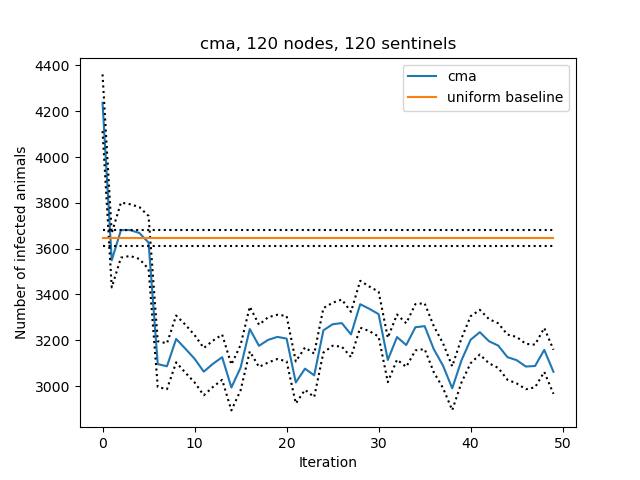 cma, 120 nodes, 120 sentinels
cma
uniform baseline
Number of infected animals
4400
4200
4000
3800
3600
3400
3200
3000
0 10 20 30 40 50
Iteration